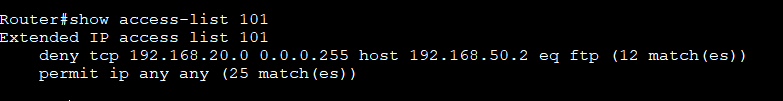 Router#show access-list 101
Extended IP access list 101
deny tcp 192.168.20.0 0.0.0.255 host 192.168.50.2 eq ftp (12 match(es))
permit ip any any (25 match(es))